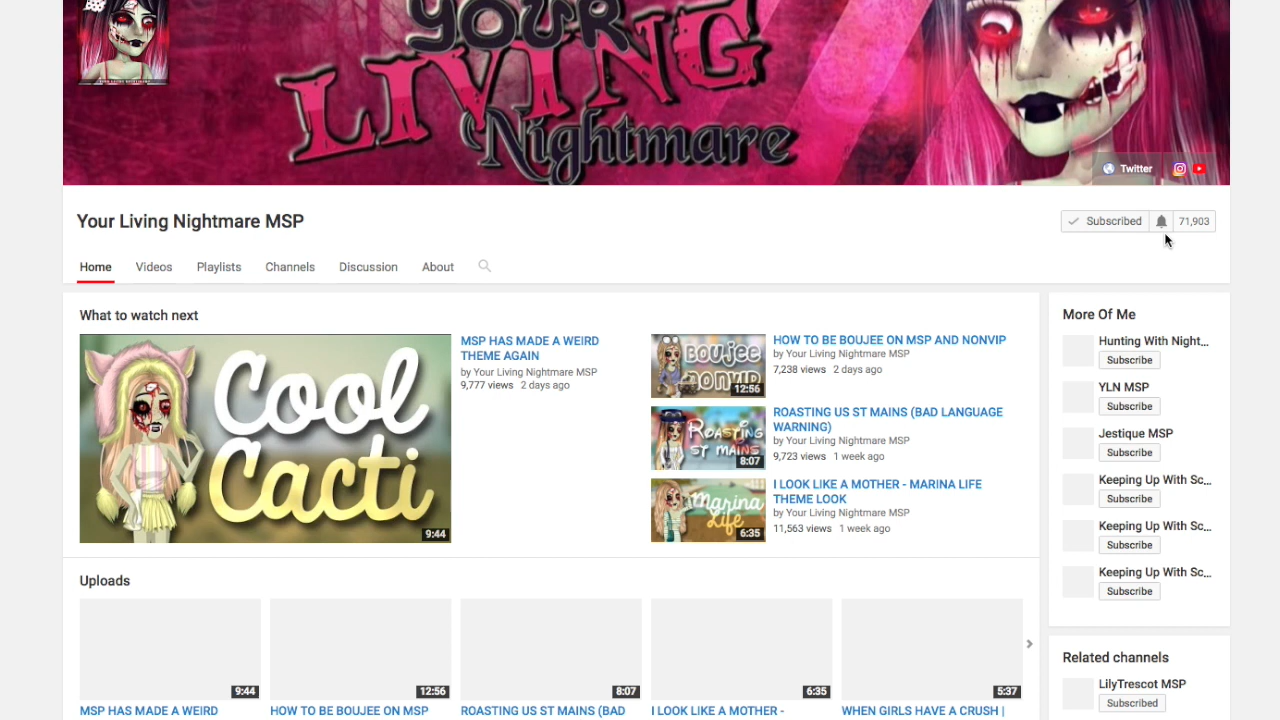 YOUR
LIVING
Nightmare
Twitter
Your Living Nightmare MSP
Subscribed
71,903
Home
Videos
Playlists
Channels
Discussion
About
What to watch next
Cool
Cacti
9:44
MSP HAS MADE A WEIRD
THEME AGAIN
by Your Living Nightmare MSP
9,777 views 2 days ago
BOUJEE
NONVIP
12:56
HOW TO BE BOUJEE ON MSP AND NONVIP
by Your Living Nightmare MSP
7,238 views 2 days ago
ROASTING
ST MAINS
8:07
ROASTING US ST MAINS (BAD LANGUAGE
WARNING)
by Your Living Nightmare MSP
9,723 views 1 week ago
Marina
Life
6:35
I LOOK LIKE A MOTHER - MARINA LIFE
THEME LOOK
by Your Living Nightmare MSP
11,563 views 1 week ago
Uploads
9:44
MSP HAS MADE A WEIRD
12:56
HOW TO BE BOUJEE ON MSP
8:07
ROASTING US ST MAINS (BAD
6:35
I LOOK LIKE A MOTHER -
5:37
WHEN GIRLS HAVE A CRUSH |
More Of Me
Hunting With Night...
Subscribe
YLN MSP
Subscribe
Jestique MSP
Subscribe
Keeping Up With Sc...
Subscribe
Keeping Up With Sc...
Subscribe
Keeping Up With Sc...
Subscribe
Related channels
LilyTrescot MSP
Subscribed